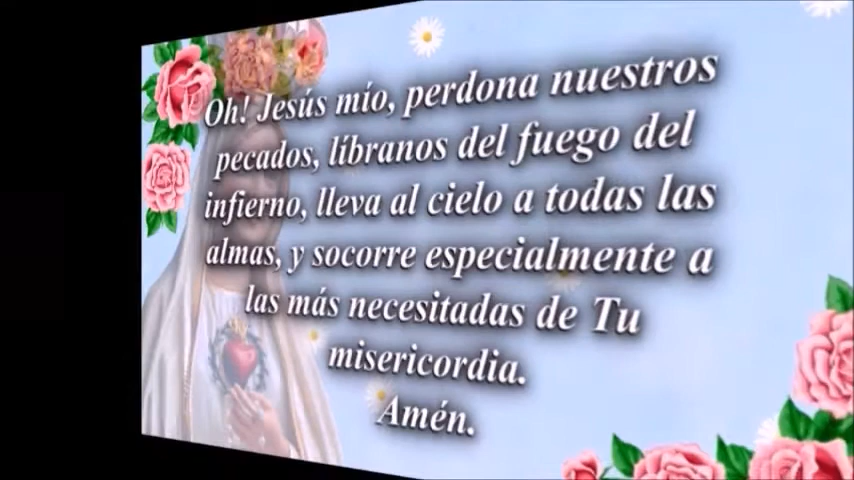 Oh! Jesús mío, perdona nuestros
pecados, líbranos del fuego del
infierno, lleva al cielo a todas las
almas, y socorre especialmente a
las más necesitadas de Tu
misericordia.
Amén.